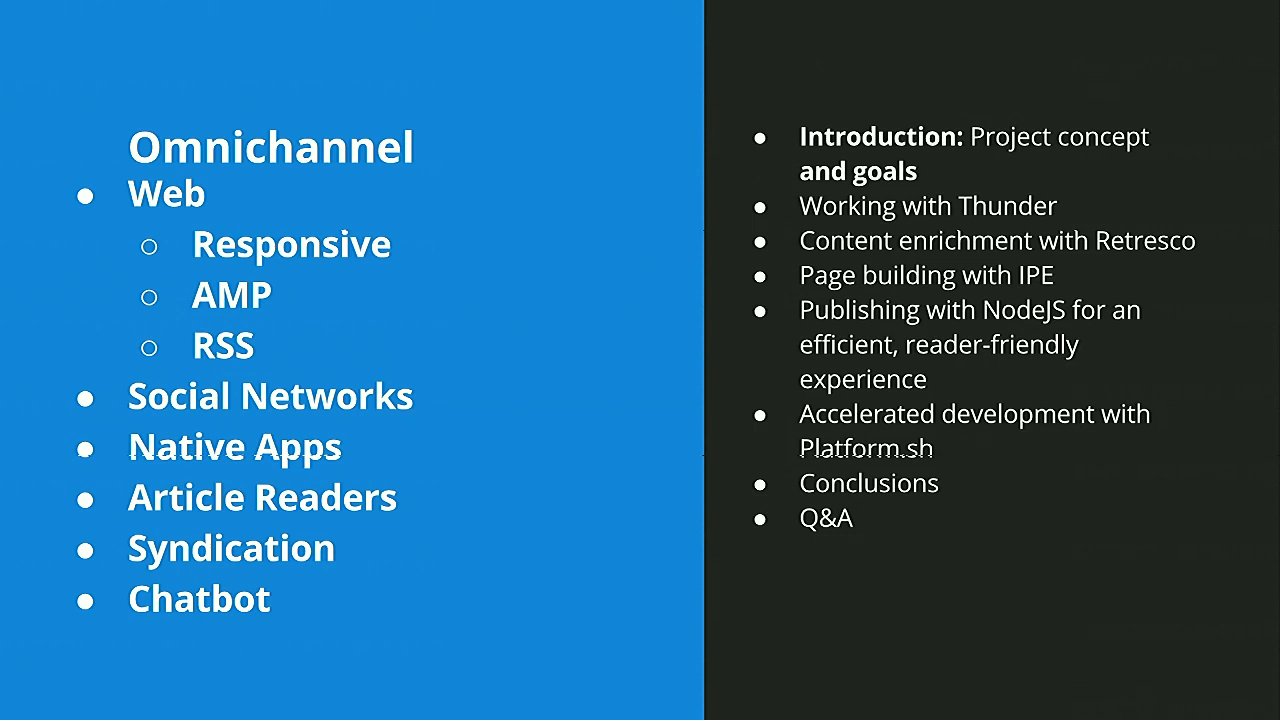 Omnichannel
● Web
○ Responsive
○ AMP
○ RSS
● Social Networks
● Native Apps
● Article Readers
● Syndication
● Chatbot
● Introduction: Project concept
and goals
● Working with Thunder
● Content enrichment with Retresco
● Page building with IPE
● Publishing with NodeJS for an
efficient, reader-friendly
experience
● Accelerated development with
Platform.sh
● Conclusions
● Q&A